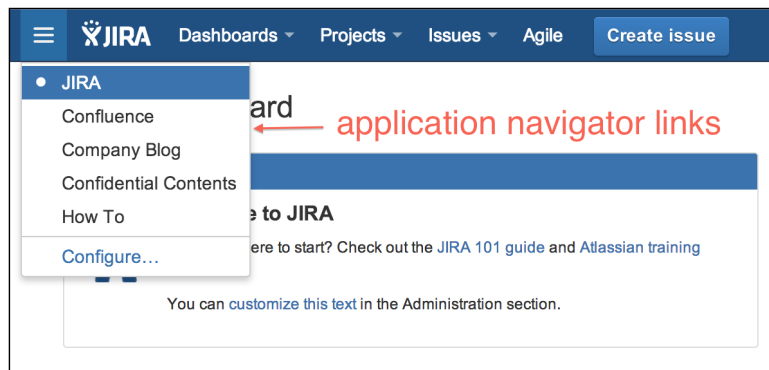 JIRA Dashboards Projects Issues Agile Create issue
JIRA
Confluence
Company Blog
Confidential Contents
How To
Configure...
ard
application navigator links
e to JIRA
ere to start? Check out the JIRA 101 guide and Atlassian training
You can customize this text in the Administration section.